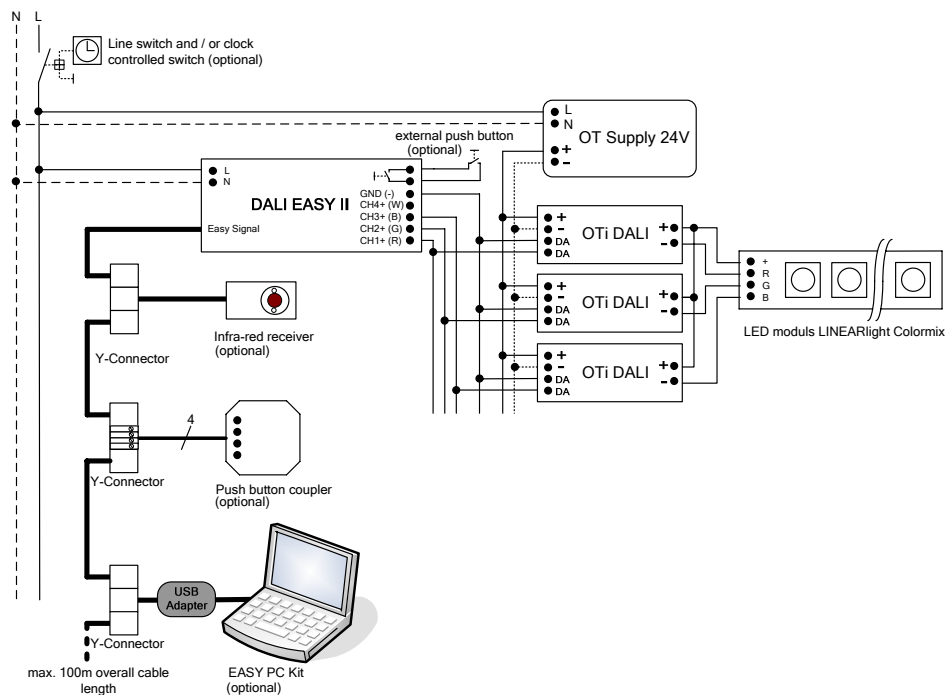 N L
Line switch and / or clock
controlled switch (optional)
L
N
+
-
OT Supply 24V
external push button
(optional)
L
N
DALI EASY II
GND (-)
CH4+ (W)
CH3+ (B)
CH2+ (G)
CH1+ (R)
Easy Signal
+
-
DA
DA
OTi DALI
+
-
+
-
DA
DA
OTi DALI
+
-
+
-
DA
DA
OTi DALI
+
-
+
R
G
B
LED moduls LINEARlight Colormix
Infra-red receiver
(optional)
Y-Connector
4
Y-Connector
Push button coupler
(optional)
USB
Adapter
Y-Connector
max. 100m overall cable
length
EASY PC Kit
(optional)